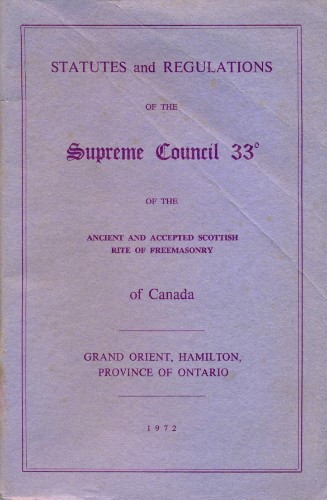 STATUTES and REGULATIONS
OF THE
Supreme Council 33°
OF THE
ANCIENT AND ACCEPTED SCOTTISH
RITE OF FREEMASONRY
of Canada
GRAND ORIENT, HAMILTON,
PROVINCE OF ONTARIO
1972